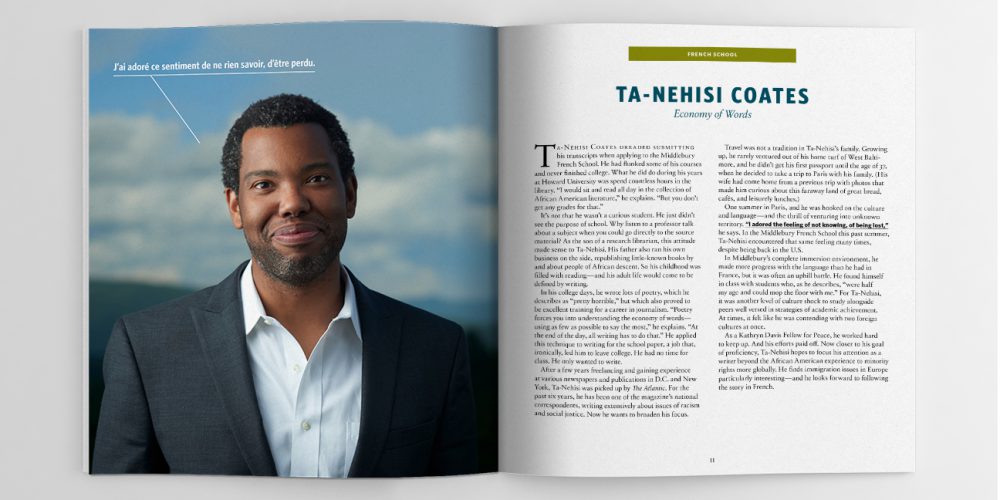 J'ai adoré ce sentiment de ne rien savoir, d'être perdu.
FRENCH SCHOOL
TA-NEHISI COATES
Economy of Words
TA-NEHISI COATES DREADED SUBMITTING
his transcripts when applying to the Middlebury
French School. He had flunked some of his courses
and never finished college. What he did do during his years
at Howard University was spend countless hours in the
library. "I would sit and read all day in the collection of
African American literature," he explains. "But you don't
get any grades for that."
It's not that he wasn't a curious student. He just didn't
see the purpose of school. Why listen to a professor talk
about a subject when you could go directly to the source
material? As the son of a research librarian, this attitude
made sense to Ta-Nehisi. His father also ran his own
business on the side, republishing little-known books by
and about people of African descent. So his childhood was
filled with reading—and his adult life would come to be
defined by writing.
In his college days, he wrote lots of poetry, which he
describes as "pretty horrible," but which also proved to
be excellent training for a career in journalism. "Poetry
forces you into understanding the economy of words—
using as few as possible to say the most," he explains. "At
the end of the day, all writing has to do that." He applied
this technique to writing for the school paper, a job that,
ironically, led him to leave college. He had no time for
class. He only wanted to write.
After a few years freelancing and gaining experience
at various newspapers and publications in D.C. and New
York, Ta-Nehisi was picked up by The Atlantic. For the
past six years, he has been one of the magazine's national
correspondents, writing extensively about issues of racism
and social justice. Now he wants to broaden his focus.
Travel was not a tradition in Ta-Nehisi's family. Growing
up, he rarely ventured out of his home turf of West Balti-
more, and he didn't get his first passport until the age of 37,
when he decided to take a trip to Paris with his family. (His
wife had come home from a previous trip with photos that
made him curious about this faraway land of great bread,
cafés, and leisurely lunches.)
One summer in Paris, and he was hooked on the culture
and language—and the thrill of venturing into unknown
territory. "I adored the feeling of not knowing, of being lost,"
he says. In the Middlebury French School this past summer,
Ta-Nehisi encountered that same feeling many times,
despite being back in the U.S.
In Middlebury's complete immersion environment, he
made more progress with the language than he had in
France, but it was often an uphill battle. He found himself
in class with students who, as he describes, "were half
my age and could mop the floor with me." For Ta-Nehisi,
it was another level of culture shock to study alongside
peers well versed in strategies of academic achievement.
At times, it felt like he was contending with two foreign
cultures at once.
As a Kathryn Davis Fellow for Peace, he worked hard
to keep up. And his efforts paid off. Now closer to his goal
of proficiency, Ta-Nehisi hopes to focus his attention as a
writer beyond the African American experience to minority
rights more globally. He finds immigration issues in Europe
particularly interesting—and he looks forward to following
the story in French.
11